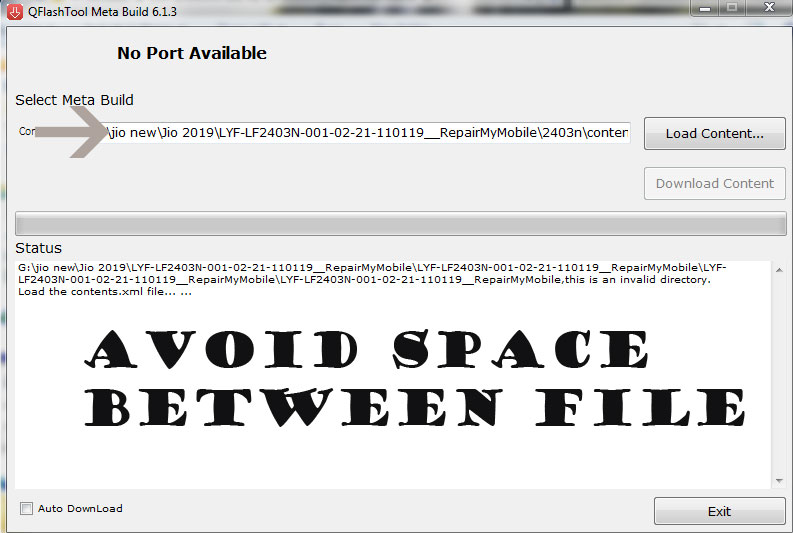 QFlashTool Meta Build 6.1.3
No Port Available
Select Meta Build
Con
\jio new\Jio 2019\LYF-LF2403N-001-02-21-110119__RepairMyMobile\2403n\conten
Load Content...
Download Content
Status
G:\jio new\Jio 2019\LYF-LF2403N-001-02-21-110119__RepairMyMobile\LYF-LF2403N-001-02-21-110119__RepairMyMobile\LYF-
LF2403N-001-02-21-110119__RepairMyMobile\LYF-LF2403N-001-02-21-110119__RepairMyMobile,this is an invalid directory.
Load the contents.xml file... ...
AVOID SPACE
BETWEEN FILE
Auto DownLoad
Exit